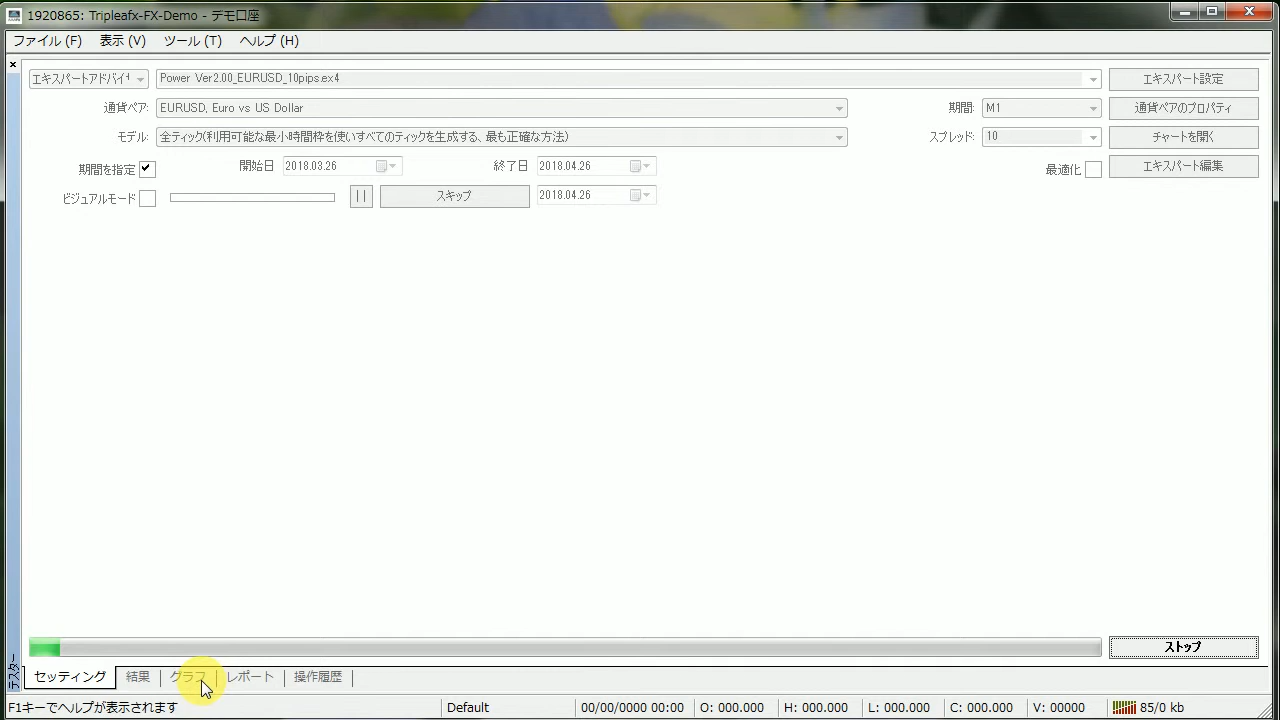 1920865: Tripleafx-FX-Demo - デモ口座
ファイル (F) 表示 (V) ツール (T) ヘルプ (H)
エキスパートアドバイ Power Ver2.00_EURUSD_10pips.ex4 エキスパート設定
通貨ペア: EURUSD, Euro vs US Dollar 期間: M1 通貨ペアのプロパティ
モデル: 全ティック(利用可能な最小時間枠を使いすべてのティックを生成する、最も正確な方法) スプレッド: 10 チャートを開く
期間を指定 開始日 2018.03.26 終了日 2018.04.26 最適化 エキスパート編集
ビジュアルモード スキップ 2018.04.26
ストップ
テスター
セッティング 結果 グラフ レポート 操作履歴
F1キーでヘルプが表示されます Default 00/00/0000 00:00 O: 000.000 H: 000.000 L: 000.000 C: 000.000 V: 00000 85/0 kb